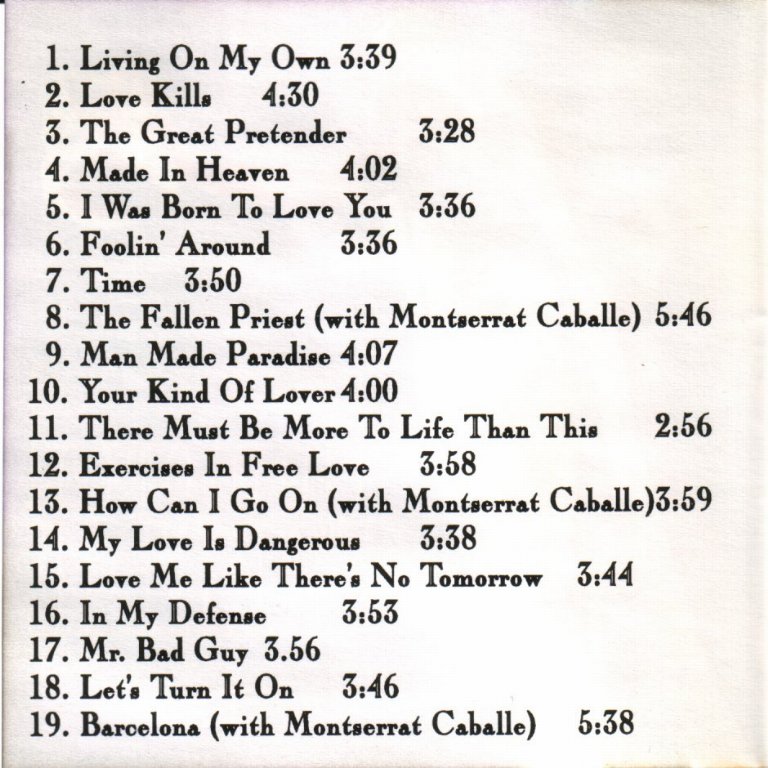 1. Living On My Own 3:39
2. Love Kills 4:30
3. The Great Pretender 3:28
4. Made In Heaven 4:02
5. I Was Born To Love You 3:36
6. Foolin' Around 3:36
7. Time 3:50
8. The Fallen Priest (with Montserrat Caballe) 5:46
9. Man Made Paradise 4:07
10. Your Kind Of Lover 4:00
11. There Must Be More To Life Than This 2:56
12. Exercises In Free Love 3:58
13. How Can I Go On (with Montserrat Caballe)3:59
14. My Love Is Dangerous 3:38
15. Love Me Like There's No Tomorrow 3:44
16. In My Defense 3:53
17. Mr. Bad Guy 3.56
18. Let's Turn It On 3:46
19. Barcelona (with Montserrat Caballe) 5:38